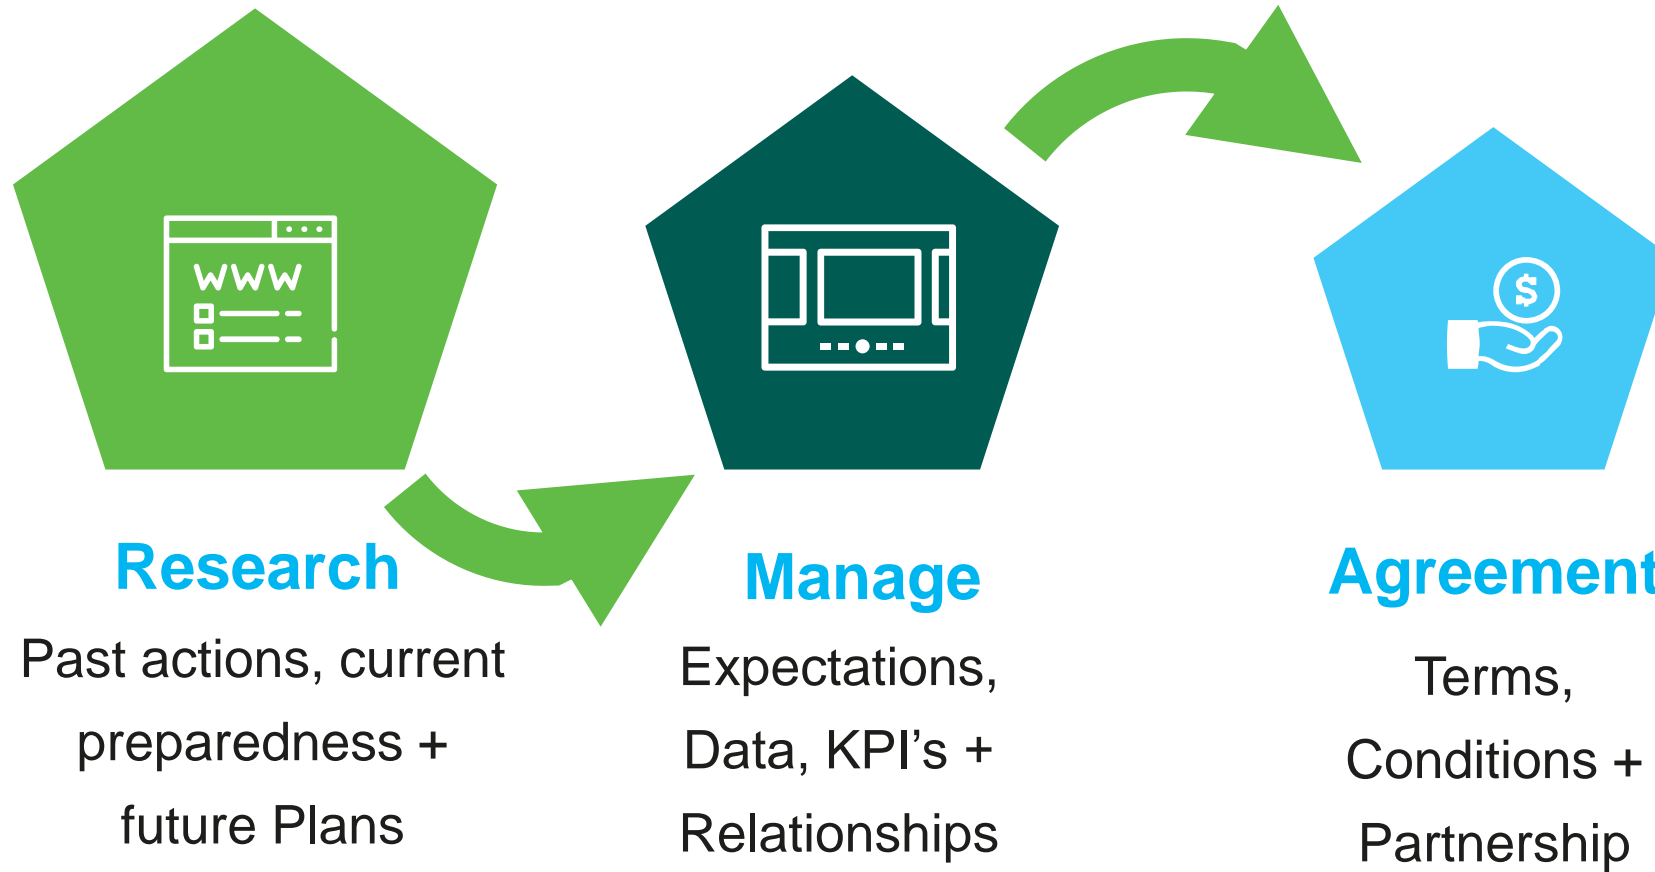 WWW
$
Research
Past actions, current
preparedness +
future Plans
Manage
Expectations,
Data, KPI’s +
Relationships
Agreement
Terms,
Conditions +
Partnership